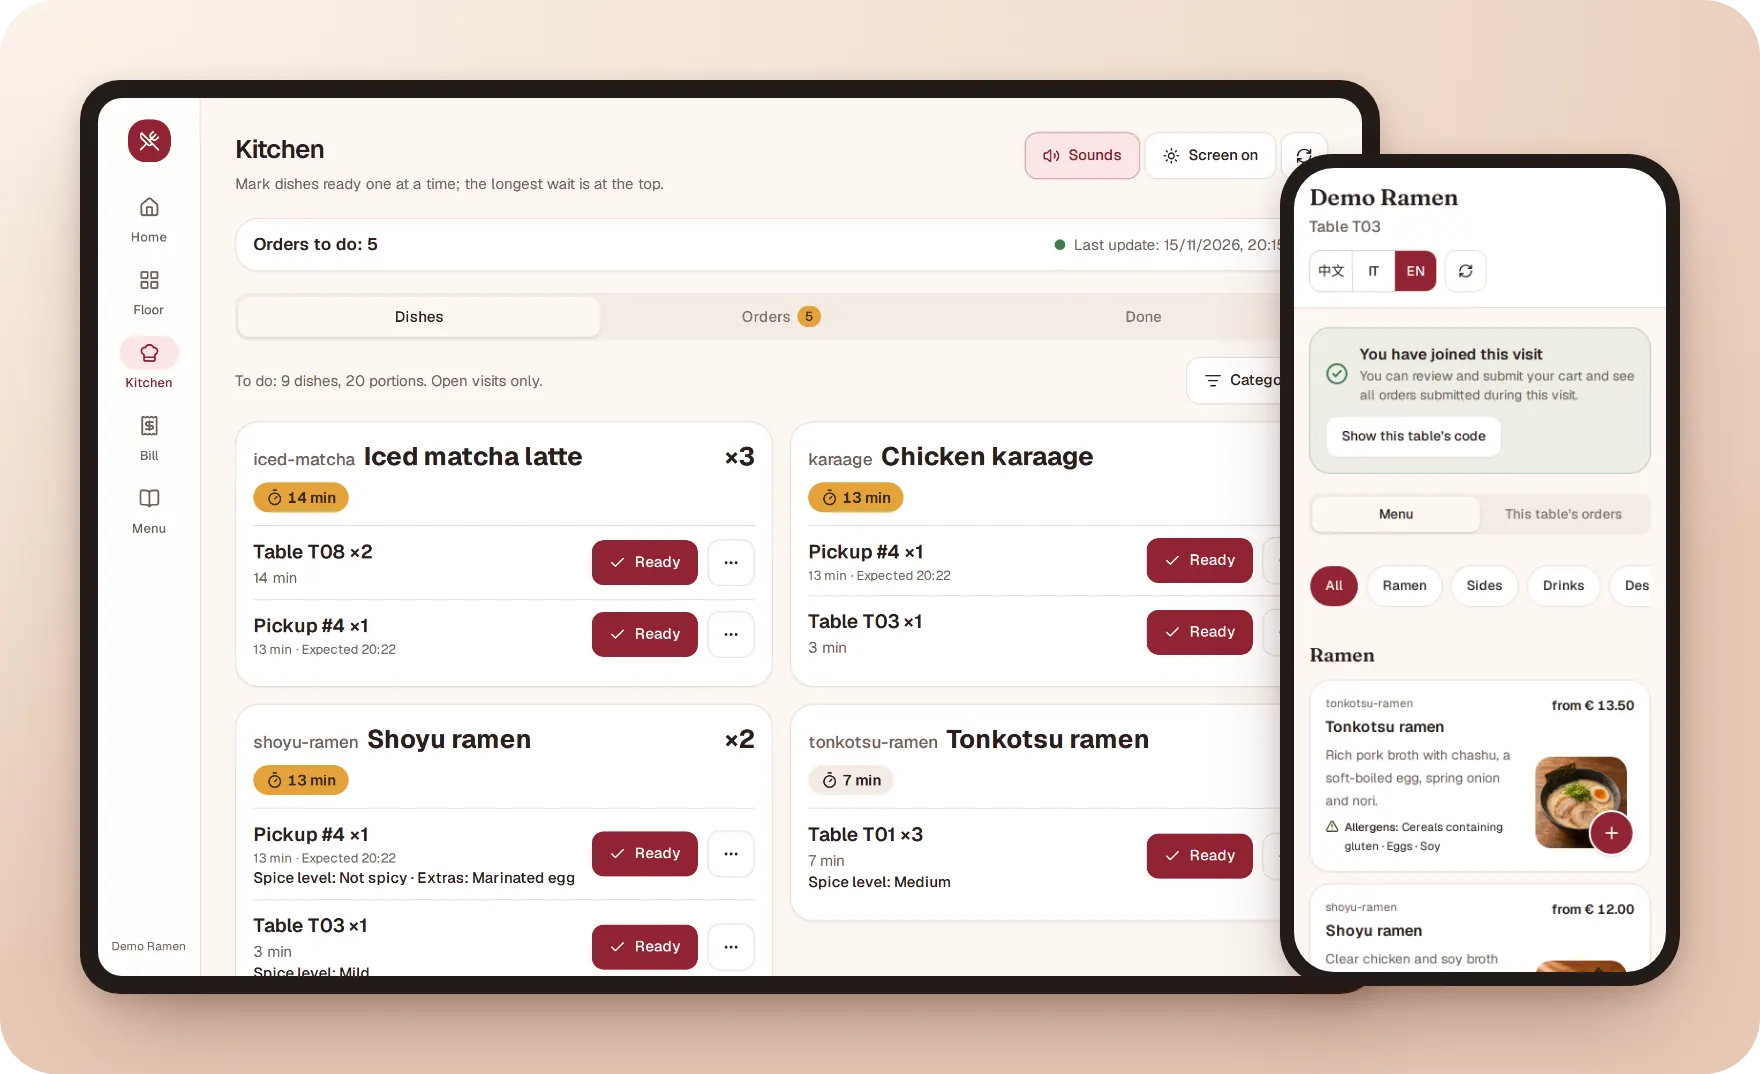 Home
Floor
Kitchen
Bill
Menu
Demo Ramen
Kitchen
Mark dishes ready one at a time; the longest wait is at the top.
Sounds
Screen on
Orders to do: 5
Last update: 15/11/2026, 20:15
Dishes
Orders 5
Done
To do: 9 dishes, 20 portions. Open visits only.
Catego
iced-matcha Iced matcha latte ×3
14 min
Table T08 ×2
14 min
Ready
Pickup #4 ×1
13 min · Expected 20:22
Ready
karaage Chicken karaage
13 min
Pickup #4 ×1
13 min · Expected 20:22
Ready
Table T03 ×1
3 min
Ready
shoyu-ramen Shoyu ramen ×2
13 min
Pickup #4 ×1
13 min · Expected 20:22
Spice level: Not spicy · Extras: Marinated egg
Ready
Table T03 ×1
3 min
Spice level: Mild
Ready
tonkotsu-ramen Tonkotsu ramen
7 min
Table T01 ×3
7 min
Spice level: Medium
Ready
Demo Ramen
Table T03
中文 IT EN
You have joined this visit
You can review and submit your cart and see
all orders submitted during this visit.
Show this table's code
Menu
This table's orders
All
Ramen
Sides
Drinks
Des
Ramen
tonkotsu-ramen
from € 13.50
Tonkotsu ramen
Rich pork broth with chashu, a
soft-boiled egg, spring onion
and nori.
Allergens: Cereals containing
gluten · Eggs · Soy
shoyu-ramen
from € 12.00
Shoyu ramen
Clear chicken and soy broth